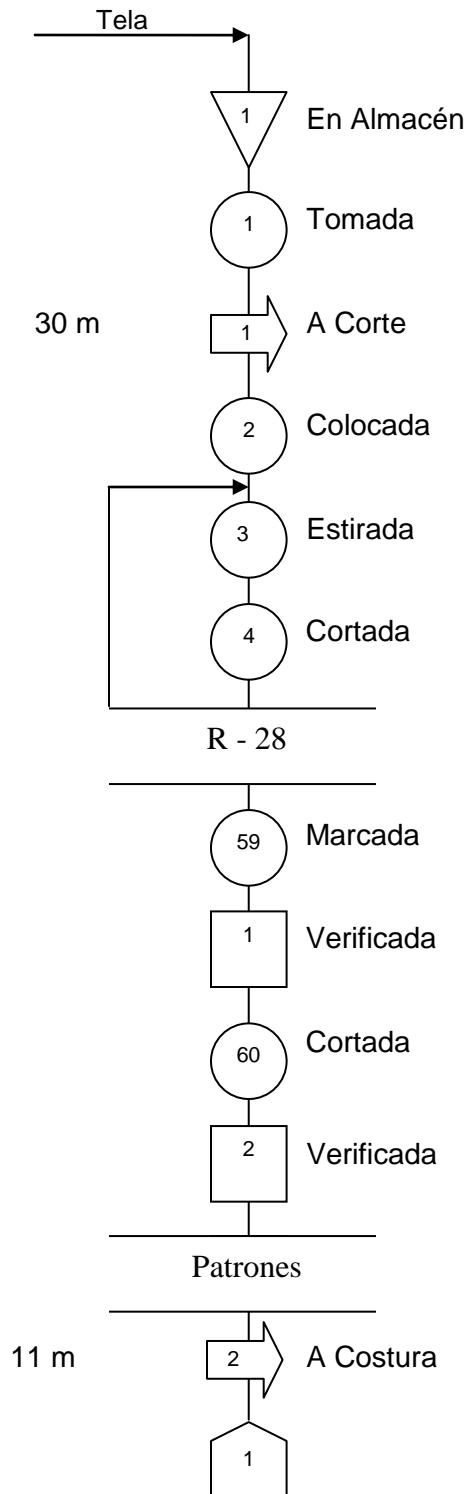 Tela
1 En Almacén
1 Tomada
30 m 1 A Corte
2 Colocada
3 Estirada
4 Cortada
R - 28
59 Marcada
1 Verificada
60 Cortada
2 Verificada
Patrones
11 m 2 A Costura
1